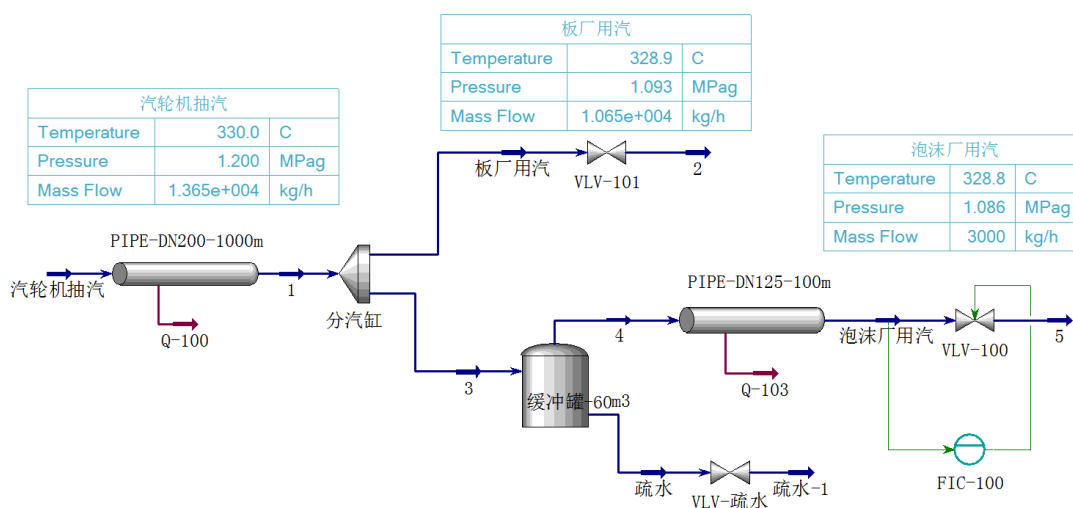 板厂用汽
Temperature 328.9 C
Pressure 1.093 MPag
Mass Flow 1.065e+004 kg/h
汽轮机抽汽
Temperature 330.0 C
Pressure 1.200 MPag
Mass Flow 1.365e+004 kg/h
泡沫厂用汽
Temperature 328.8 C
Pressure 1.086 MPag
Mass Flow 3000 kg/h
板厂用汽
VLV-101
2
PIPE-DN200-1000m
汽轮机抽汽
1
分汽缸
Q-100
PIPE-DN125-100m
4
泡沫厂用汽
VLV-100
5
3
缓冲罐-60m3
Q-103
疏水
VLV-疏水
疏水-1
FIC-100